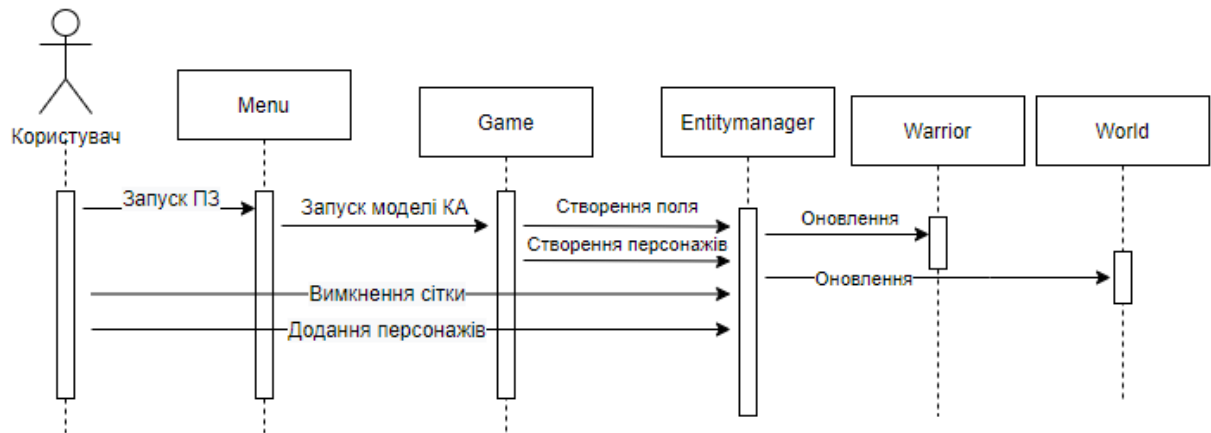 Користувач
Menu
Game
Entitymanager
Warrior
World
Запуск ПЗ
Запуск моделі КА
Створення поля
Створення персонажів
Оновлення
Оновлення
Вимкнення сітки
Додання персонажів